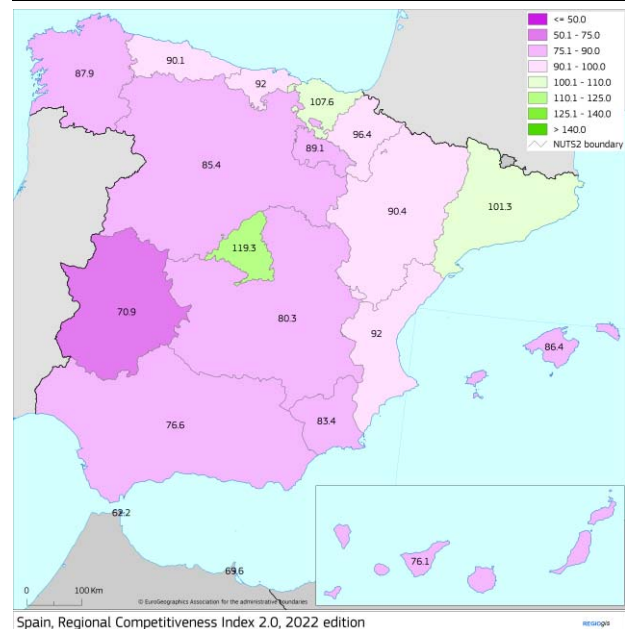 <= 50.0
50.1 - 75.0
75.1 - 90.0
90.1 - 100.0
100.1 - 110.0
110.1 - 125.0
125.1 - 140.0
> 140.0
NUTS2 boundary
87.9
90.1
92
107.6
96.4
89.1
85.4
90.4
101.3
119.3
70.9
80.3
92
86.4
76.6
83.4
62.2
69.6
76.1
0 100 Km
© EuroGeographics Association for the administrative boundaries
Spain, Regional Competitiveness Index 2.0, 2022 edition
REGIOgis